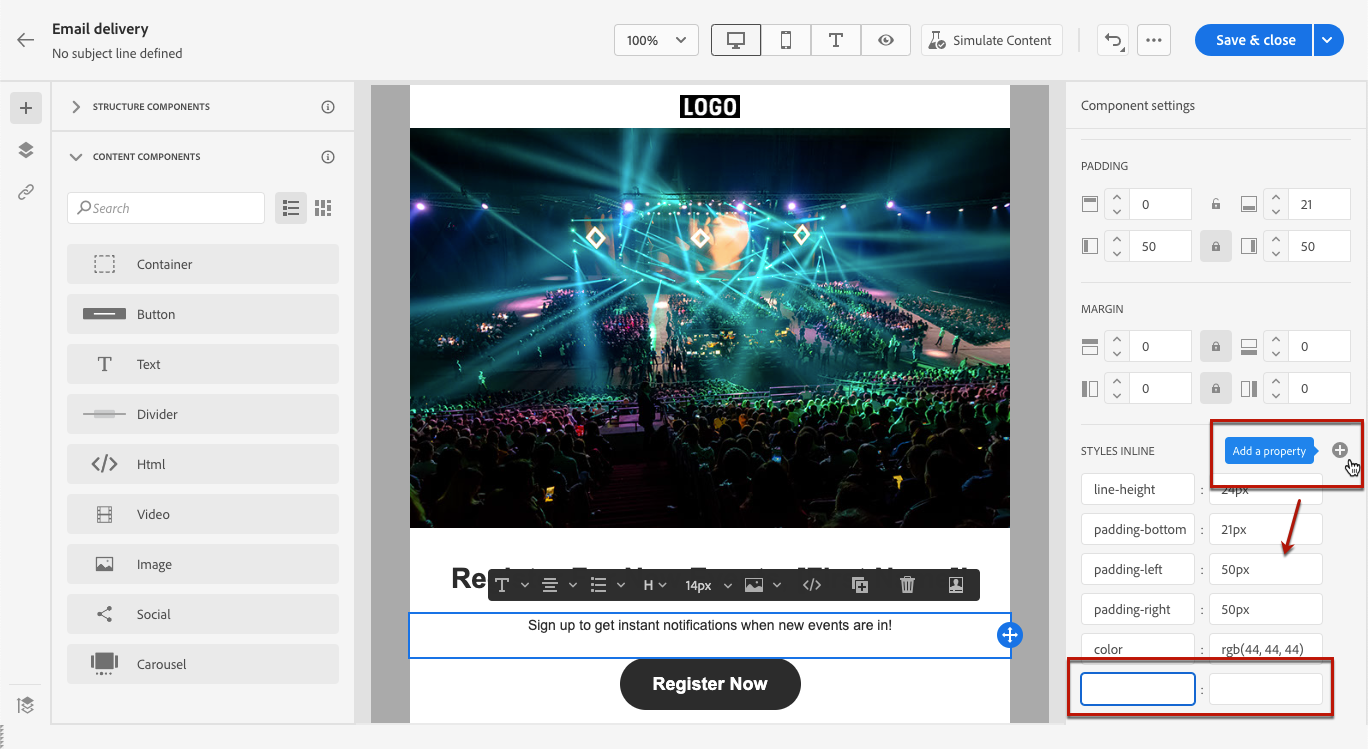 Email delivery
No subject line defined
100%
Simulate Content
Save & close
STRUCTURE COMPONENTS
CONTENT COMPONENTS
Search
Container
Button
Text
Divider
Html
Video
Image
Social
Carousel
LOGO
H
14px
Sign up to get instant notifications when new events are in!
Register Now
Component settings
PADDING
0
21
50
50
MARGIN
0
0
0
0
STYLES INLINE
Add a property
line-height : 24px
padding-bottom : 21px
padding-left : 50px
padding-right : 50px
color : rgb(44, 44, 44)
: